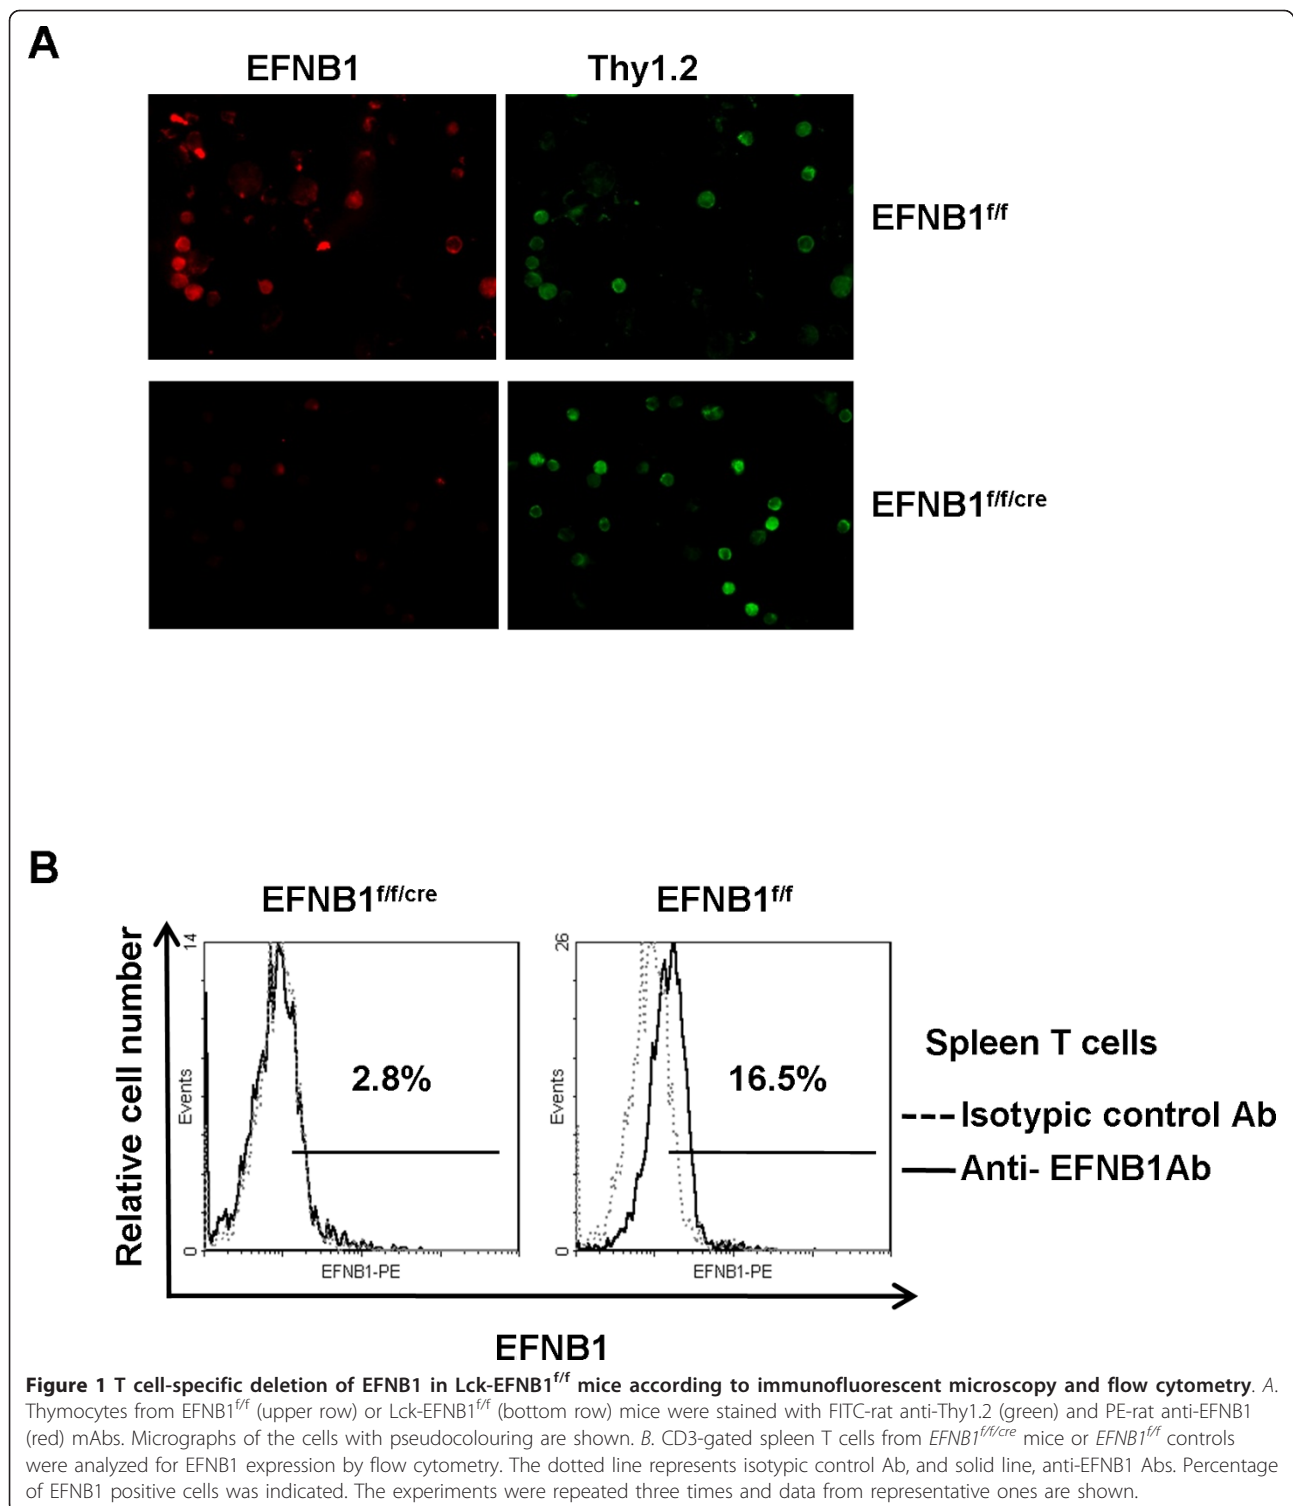 A
EFNB1
Thy1.2
EFNB1f/f
EFNB1f/f/cre
B
EFNB1f/f/cre
EFNB1f/f
Relative cell number
14
Events
0
2.8%
EFNB1-PE
26
Events
0
16.5%
EFNB1-PE
Spleen T cells
Isotypic control Ab
Anti- EFNB1Ab
EFNB1
Figure 1 T cell-specific deletion of EFNB1 in Lck-EFNB1f/f mice according to immunofluorescent microscopy and flow cytometry. A.
Thymocytes from EFNB1f/f (upper row) or Lck-EFNB1f/f (bottom row) mice were stained with FITC-rat anti-Thy1.2 (green) and PE-rat anti-EFNB1
(red) mAbs. Micrographs of the cells with pseudocolouring are shown. B. CD3-gated spleen T cells from EFNB1f/f/cre mice or EFNB1f/f controls
were analyzed for EFNB1 expression by flow cytometry. The dotted line represents isotypic control Ab, and solid line, anti-EFNB1 Abs. Percentage
of EFNB1 positive cells was indicated. The experiments were repeated three times and data from representative ones are shown.